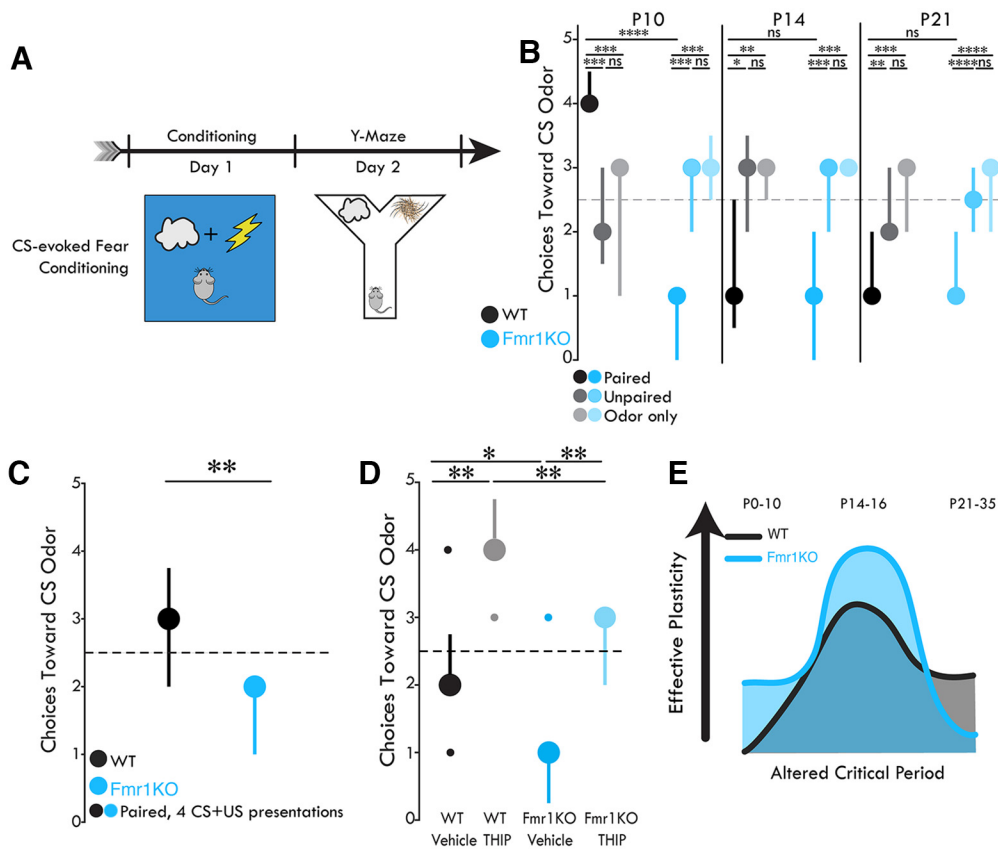 A
Conditioning
Y-Maze
Day 1
Day 2
CS-evoked Fear
Conditioning
+
B
P10
P14
P21
Choices Toward CS Odor
5
4
3
2
1
0
****
ns
ns
***
***
**
***
***
****
*** ns
*** ns
* ns
*** ns
** ns
**** ns
WT
Fmr1KO
Paired
Unpaired
Odor only
C
Choices Toward CS Odor
5
4
3
2
1
0
**
WT
Fmr1KO
Paired, 4 CS+US presentations
D
Choices Toward CS Odor
5
4
3
2
1
0
* **
** **
WT WT Fmr1KO Fmr1KO
Vehicle THIP Vehicle THIP
E
P0-10 P14-16 P21-35
WT
Fmr1KO
Effective Plasticity
Altered Critical Period